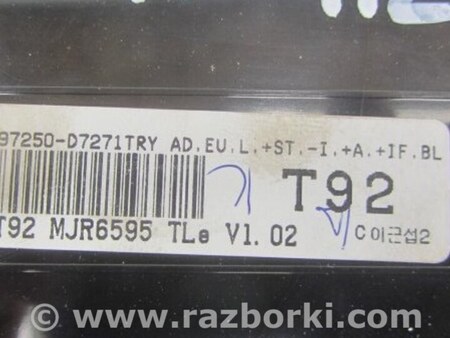 97250-D7271TRY AD.EU.L.+ST.-I.+A.+IF.BL
T92
T92 MJR6595 TLe V1.02
C이근섭2
www.razborki.com